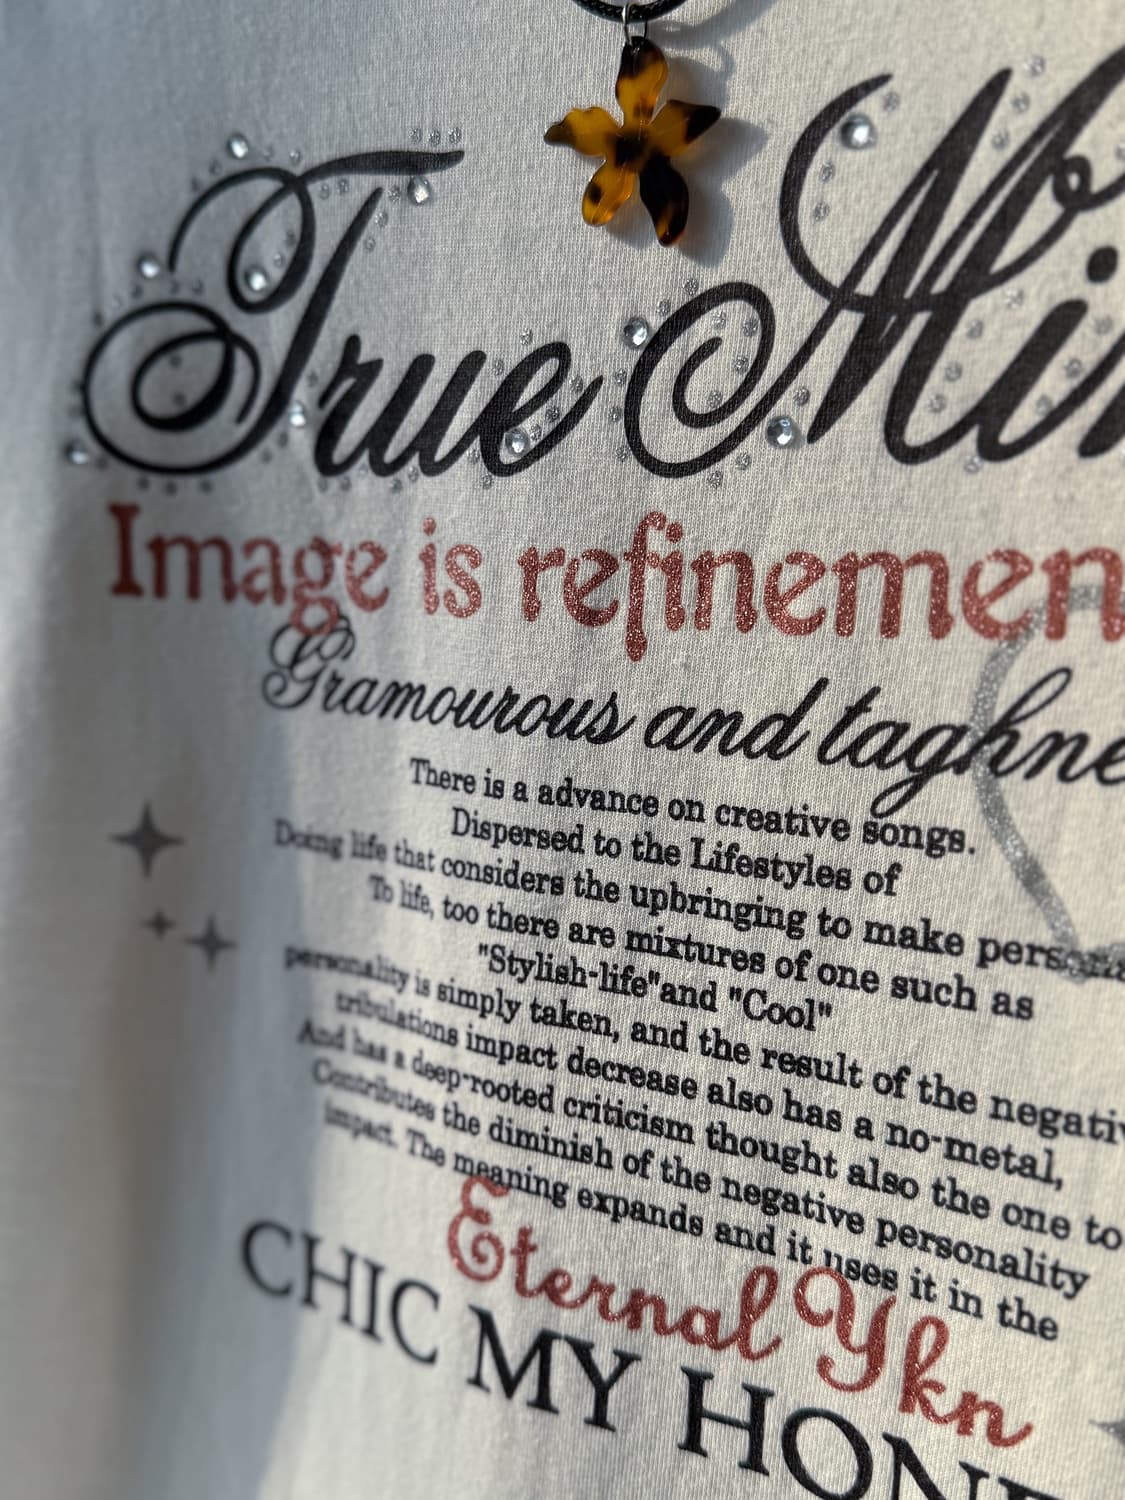 True
Image is refinemen
Gramourous and taghne
There is a advance on creative songs.
Dispersed to the Lifestyles of
Doing life that considers the upbringing to make persona
To life, too there are mixtures of one such as
"Stylish-life"and "Cool"
personality is simply taken, and the result of the negativ
tribulations impact decrease also has a no-metal,
And has a deep-rooted criticism thought also the one to
Contributes the diminish of the negative personality
impact. The meaning expands and it uses it in the
Eternal Ykn
CHIC MY HONE